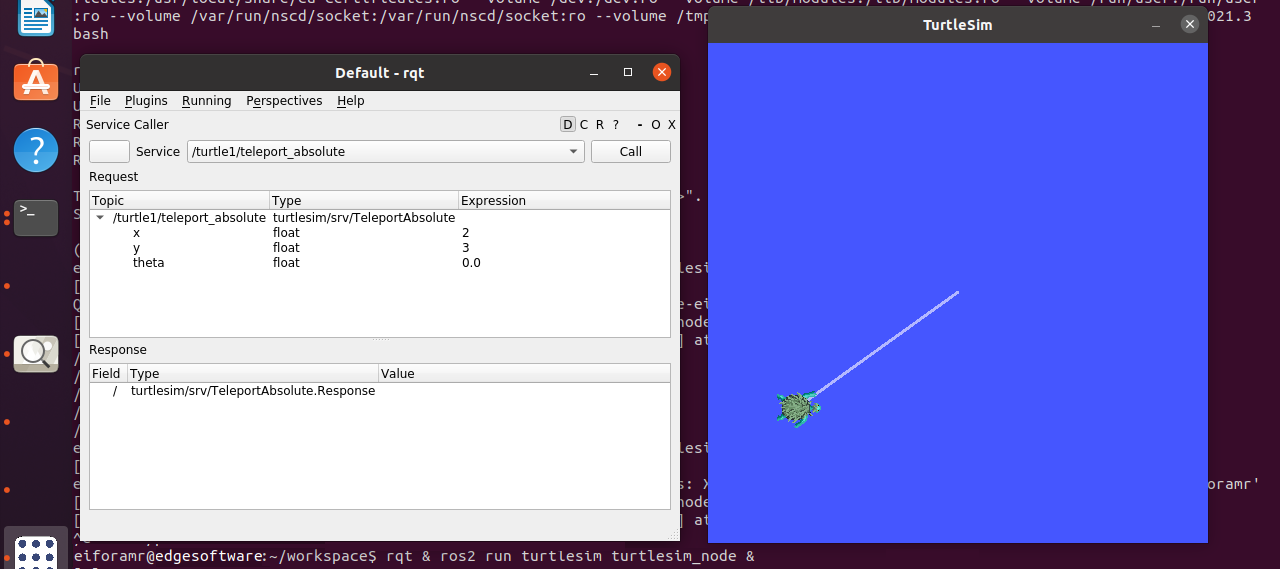 :ro --volume /var/run/nscd/socket:/var/run/nscd/socket:ro --volume /tmp
021.3
bash
TurtleSim
Default - rqt
File Plugins Running Perspectives Help
Service Caller
D C R ? - O X
Service /turtle1/teleport_absolute Call
Request
Topic Type Expression
/turtle1/teleport_absolute turtlesim/srv/TeleportAbsolute
x float 2
y float 3
theta float 0.0
Response
Field Type Value
/ turtlesim/srv/TeleportAbsolute.Response
eiforamr@edgesoftware:~/workspace$ rqt & ros2 run turtlesim turtlesim_node &